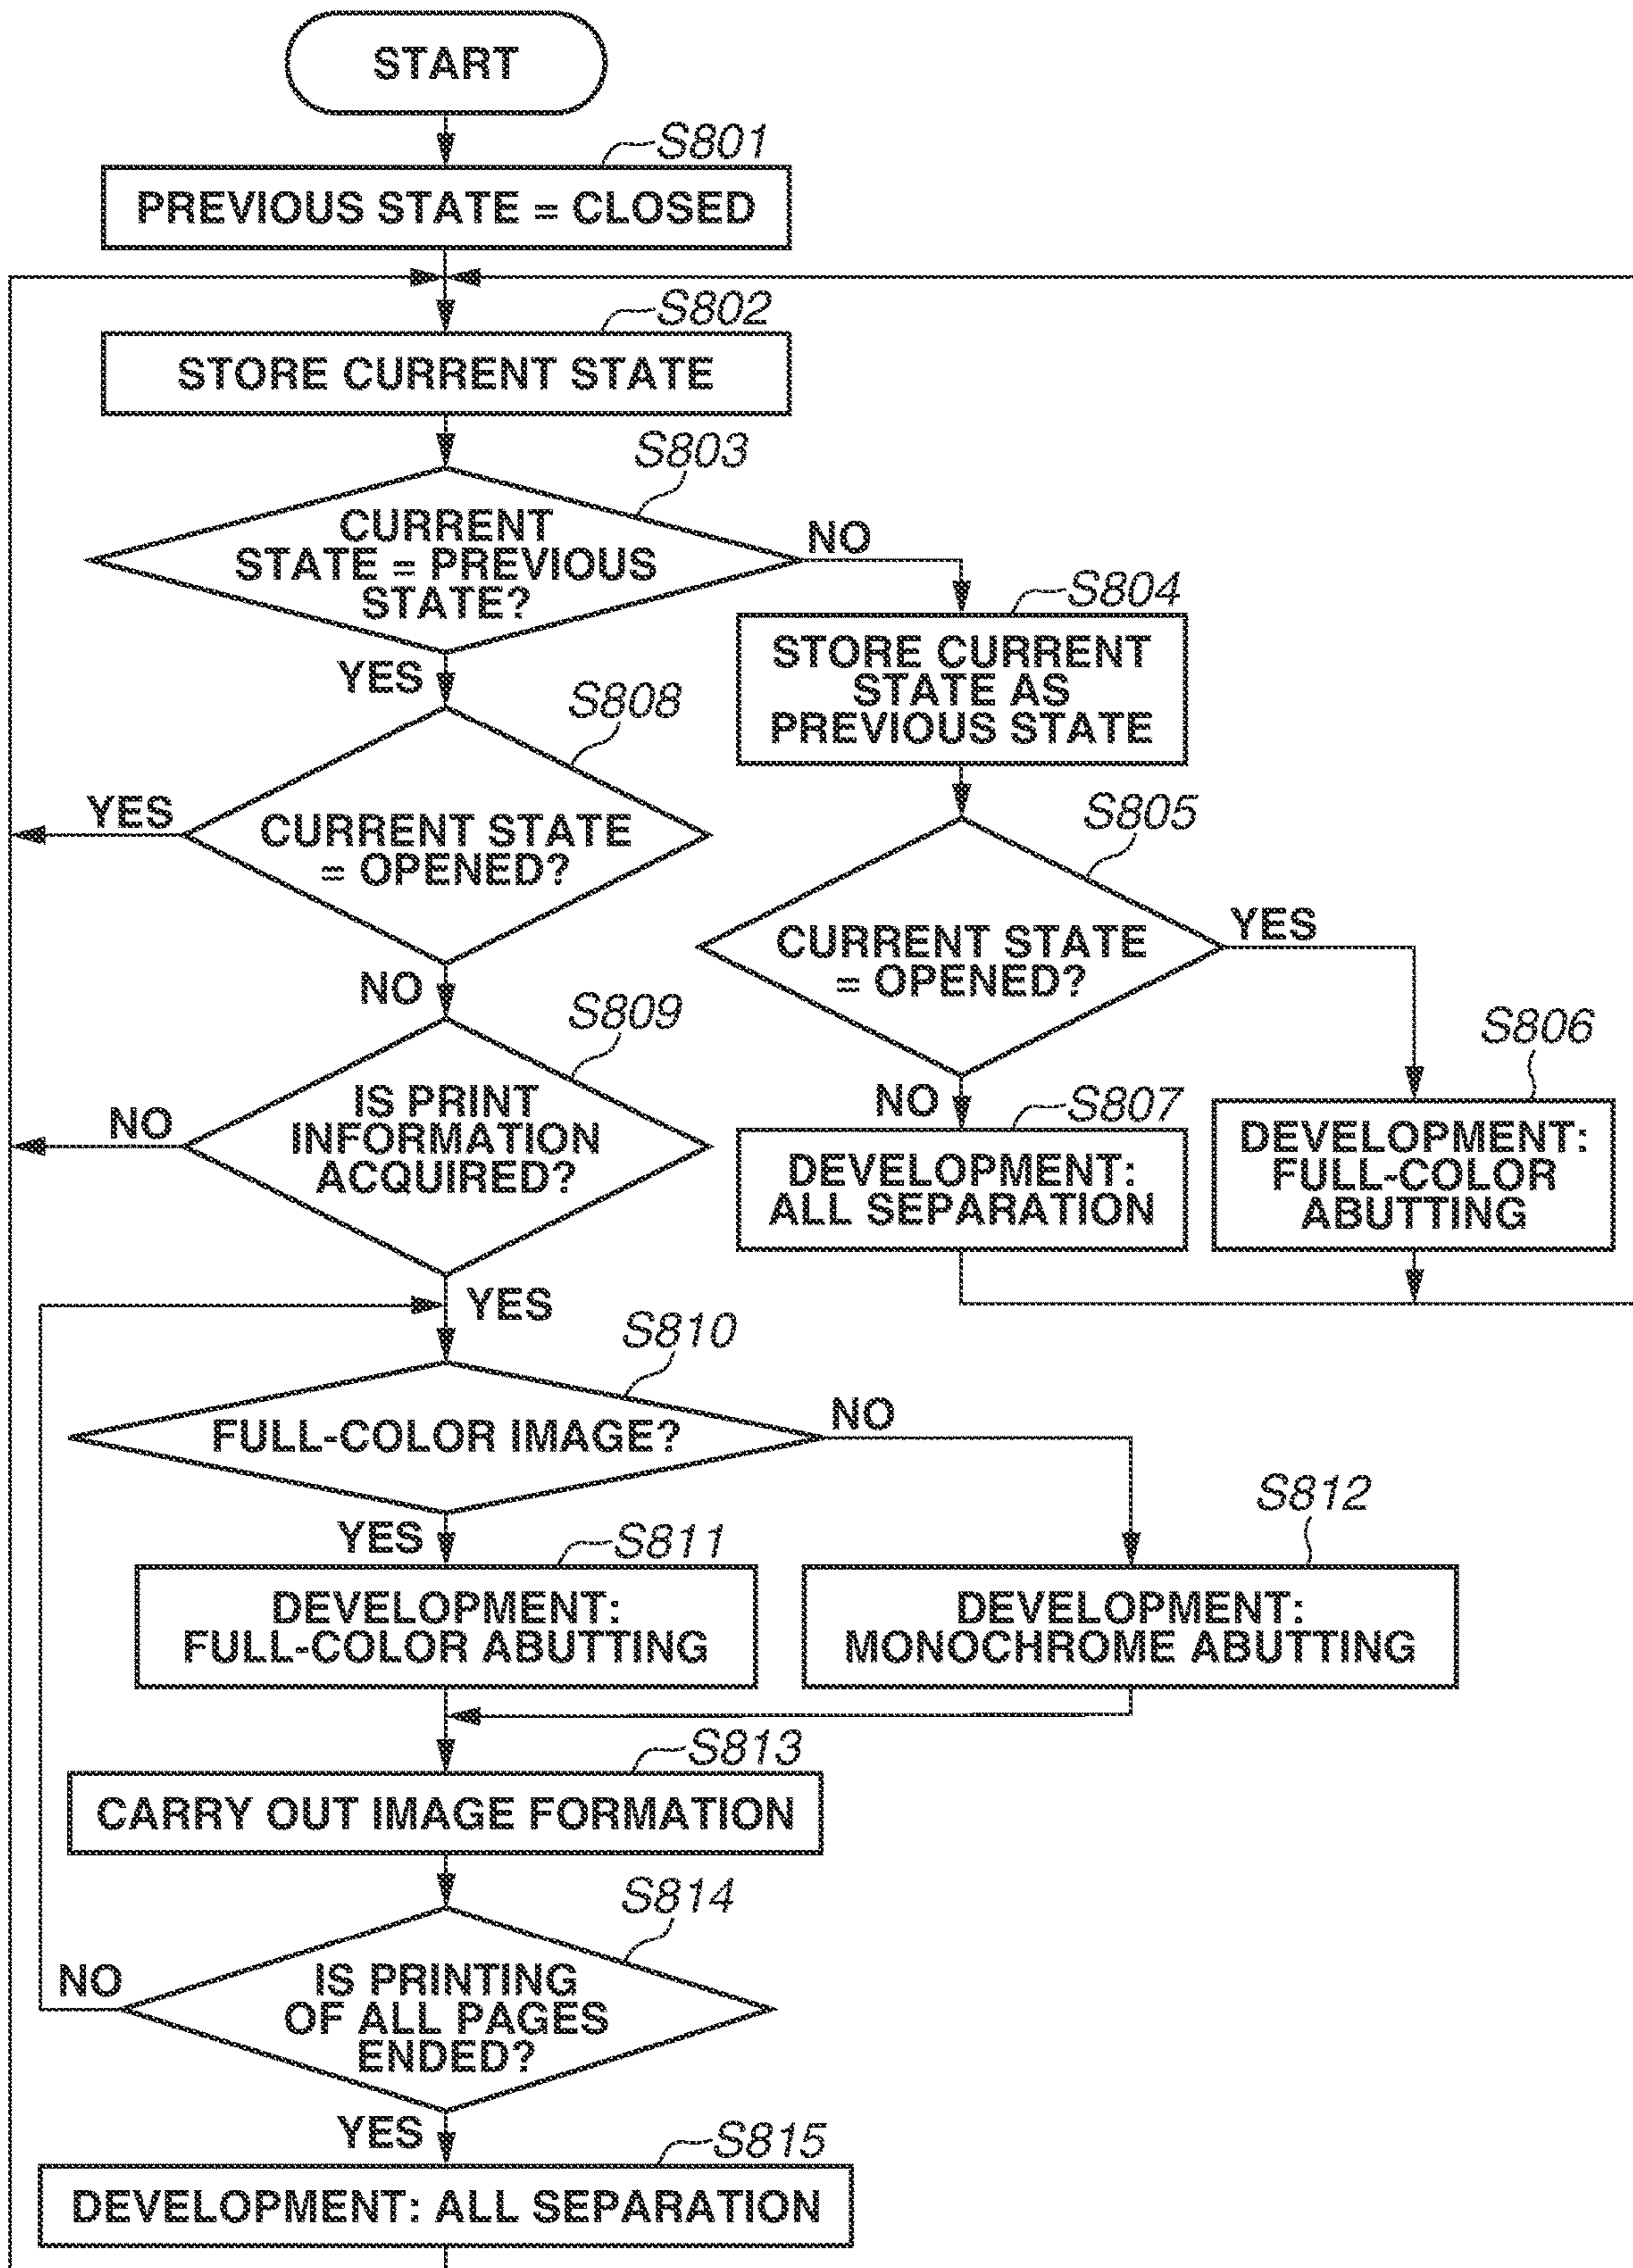 START
S801
PREVIOUS STATE = CLOSED
S802
STORE CURRENT STATE
S803
CURRENT
STATE = PREVIOUS
STATE?
NO
YES
S804
STORE CURRENT
STATE AS
PREVIOUS STATE
S808
CURRENT STATE
= OPENED?
YES
NO
S805
CURRENT STATE
= OPENED?
YES
NO
S806
DEVELOPMENT:
FULL-COLOR
ABUTTING
S807
DEVELOPMENT:
ALL SEPARATION
S809
IS PRINT
INFORMATION
ACQUIRED?
NO
YES
S810
FULL-COLOR IMAGE?
NO
YES
S811
DEVELOPMENT:
FULL-COLOR ABUTTING
S812
DEVELOPMENT:
MONOCHROME ABUTTING
S813
CARRY OUT IMAGE FORMATION
S814
IS PRINTING
OF ALL PAGES
ENDED?
NO
YES
S815
DEVELOPMENT: ALL SEPARATION